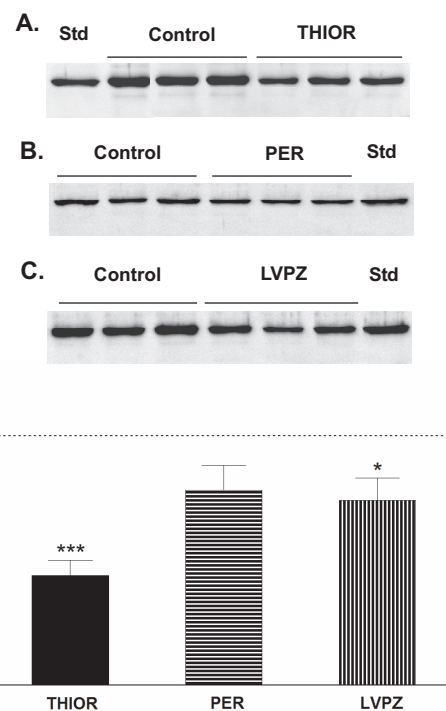 A.
Std Control THIOR
B.
Control PER Std
C.
Control LVPZ Std
*
***
THIOR PER LVPZ